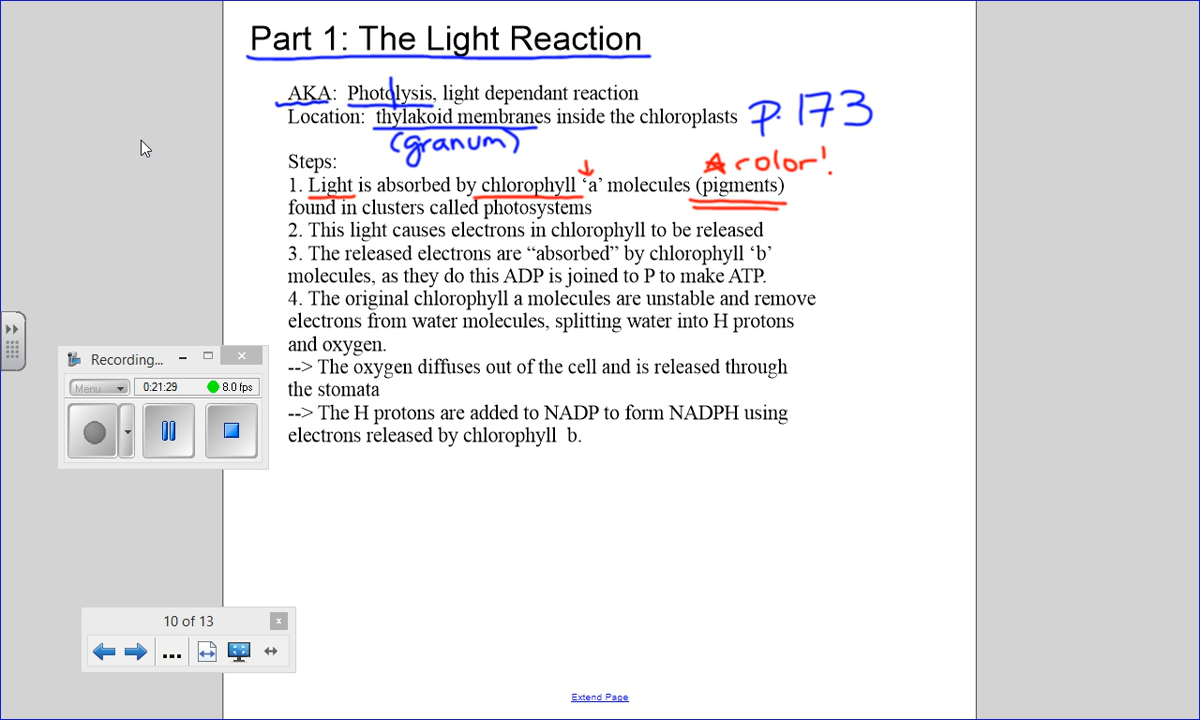 Part 1: The Light Reaction
AKA: Photolysis, light dependant reaction
Location: thylakoid membranes inside the chloroplasts
p. 173
(granum)
color!
Steps:
1. Light is absorbed by chlorophyll ‘a’ molecules (pigments)
found in clusters called photosystems
2. This light causes electrons in chlorophyll to be released
3. The released electrons are “absorbed” by chlorophyll ‘b’
molecules, as they do this ADP is joined to P to make ATP.
4. The original chlorophyll a molecules are unstable and remove
electrons from water molecules, splitting water into H protons
and oxygen.
--> The oxygen diffuses out of the cell and is released through
the stomata
--> The H protons are added to NADP to form NADPH using
electrons released by chlorophyll b.
Recording...
Menu
0:21:29
8.0 fps
10 of 13
Extend Page